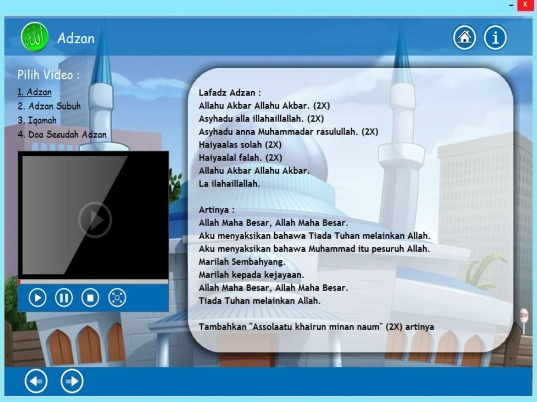 Adzan
Pilih Video :
1. Adzan
2. Adzan Subuh
3. Iqamah
4. Doa Sesudah Adzan
Lafadz Adzan :
Allahu Akbar Allahu Akbar. (2X)
Asyhadu alla illahaillallah. (2X)
Asyhadu anna Muhammadar rasulullah. (2X)
Haiyaalas solah (2X)
Haiyaalal falah. (2X)
Allahu Akbar Allahu Akbar.
La ilahaillallah.
Artinya :
Allah Maha Besar, Allah Maha Besar.
Aku menyaksikan bahawa Tiada Tuhan melainkan Allah.
Aku menyaksikan bahawa Muhammad itu pesuruh Allah.
Marilah Sembahyang.
Marilah kepada kejayaan.
Allah Maha Besar, Allah Maha Besar.
Tiada Tuhan melainkan Allah.
Tambahkan "Assolaatu khairun minan naum" (2X) artinya